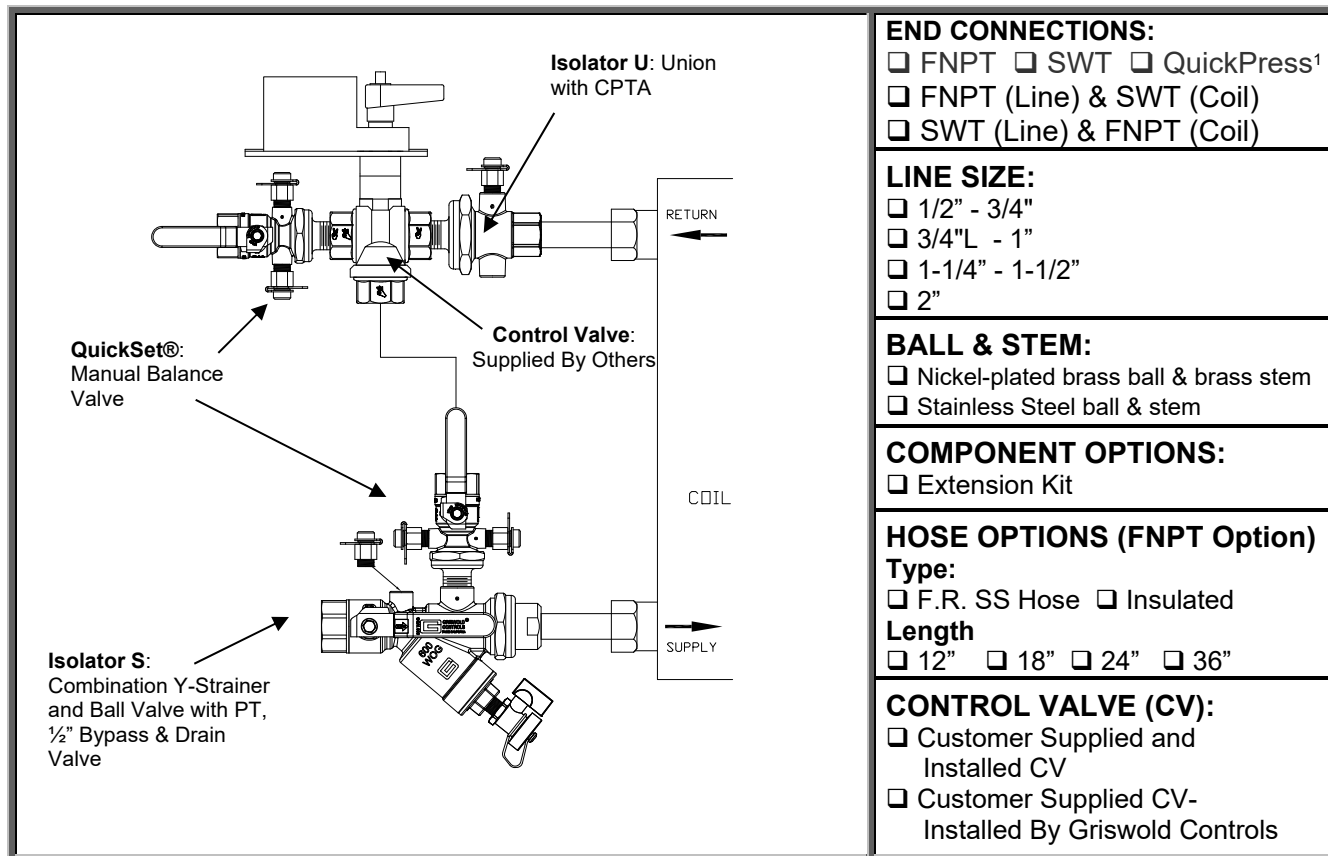 Isolator U: Union
with CPTA
RETURN
QuickSet®:
Manual Balance
Valve
Control Valve:
Supplied By Others
COIL
SUPPLY
GRISWOLD
CONTROLS
600
WOG
Isolator S:
Combination Y-Strainer
and Ball Valve with PT,
½” Bypass & Drain
Valve
END CONNECTIONS:
❑ FNPT ❑ SWT ❑ QuickPress¹
❑ FNPT (Line) & SWT (Coil)
❑ SWT (Line) & FNPT (Coil)
LINE SIZE:
❑ 1/2” - 3/4"
❑ 3/4"L - 1”
❑ 1-1/4” - 1-1/2”
❑ 2”
BALL & STEM:
❑ Nickel-plated brass ball & brass stem
❑ Stainless Steel ball & stem
COMPONENT OPTIONS:
❑ Extension Kit
HOSE OPTIONS (FNPT Option)
Type:
❑ F.R. SS Hose ❑ Insulated
Length
❑ 12” ❑ 18” ❑ 24” ❑ 36”
CONTROL VALVE (CV):
❑ Customer Supplied and
Installed CV
❑ Customer Supplied CV-
Installed By Griswold Controls